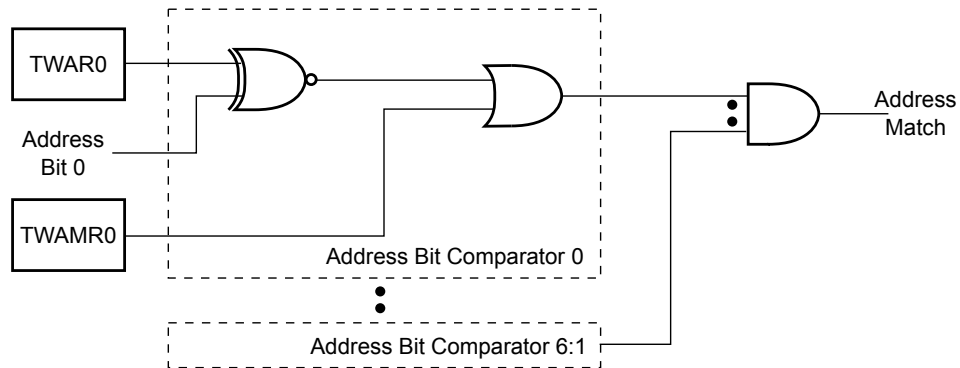 TWAR0
Address
Bit 0
TWAMR0
Address Bit Comparator 0
Address Bit Comparator 6:1
Address
Match